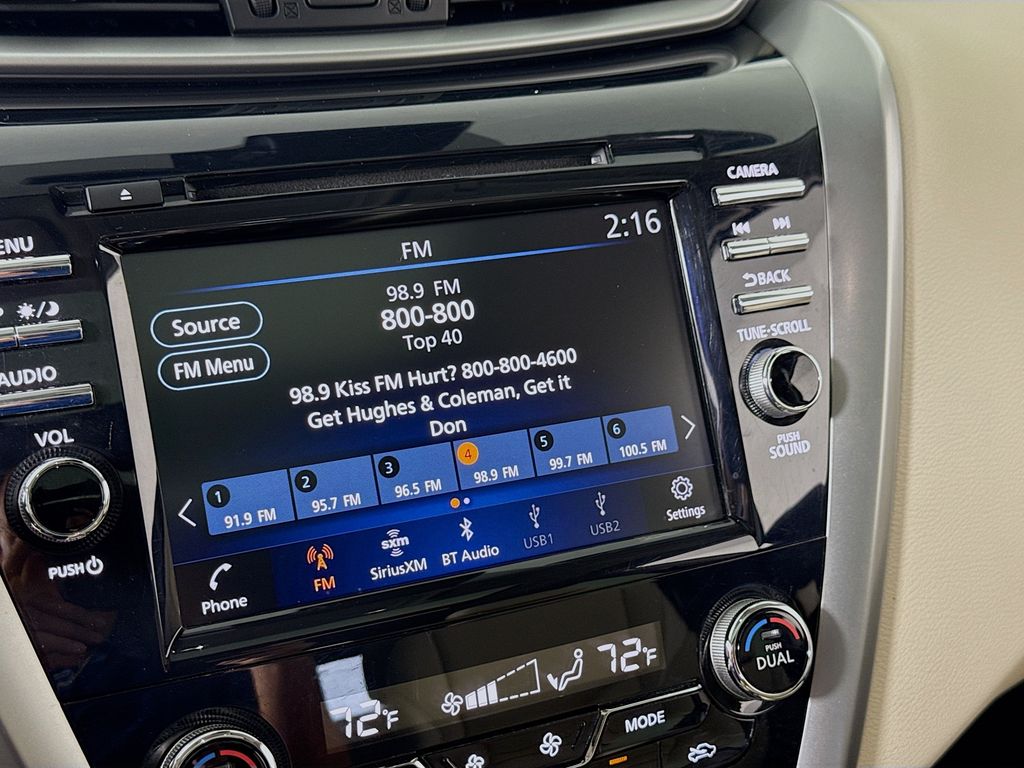 CAMERA
2:16
FM
BACK
98.9 FM
800-800
Top 40
Source
FM Menu
98.9 Kiss FM Hurt? 800-800-4600
Get Hughes & Coleman, Get it
Don
TUNE·SCROLL
PUSH
SOUND
AUDIO
VOL
PUSH
1 91.9 FM
2 95.7 FM
3 96.5 FM
4 98.9 FM
5 99.7 FM
6 100.5 FM
Phone
FM
sxm
SiriusXM
BT Audio
USB1
USB2
Settings
72°F
72°F
PUSH
DUAL
MODE